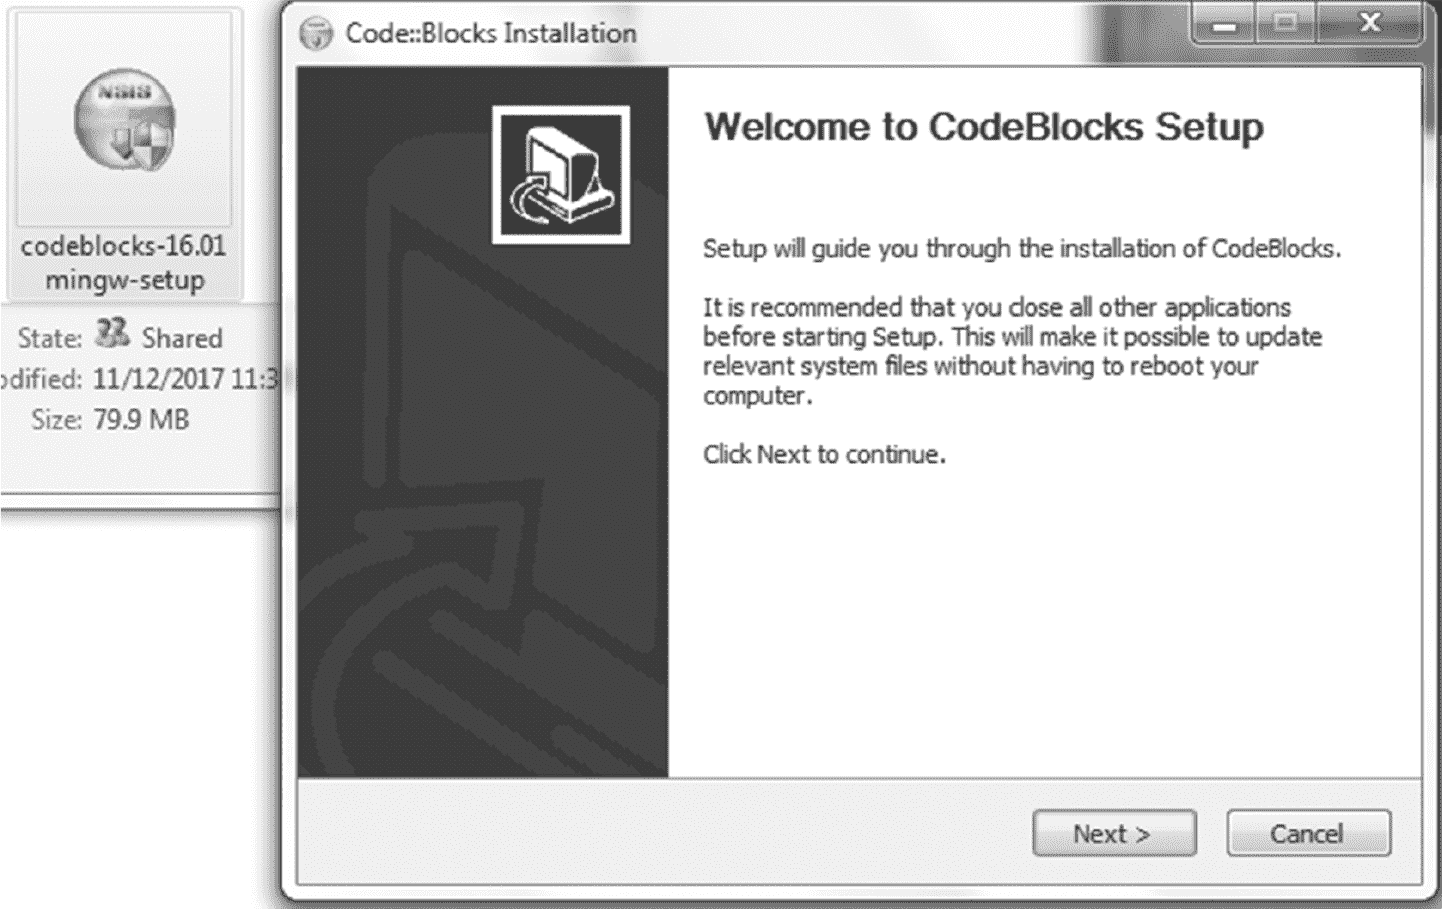 NSIS
codeblocks-16.01
mingw-setup
State: Shared
odified: 11/12/2017 11:3
Size: 79.9 MB
Code::Blocks Installation
Welcome to CodeBlocks Setup
Setup will guide you through the installation of CodeBlocks.
It is recommended that you close all other applications
before starting Setup. This will make it possible to update
relevant system files without having to reboot your
computer.
Click Next to continue.
Next >
Cancel